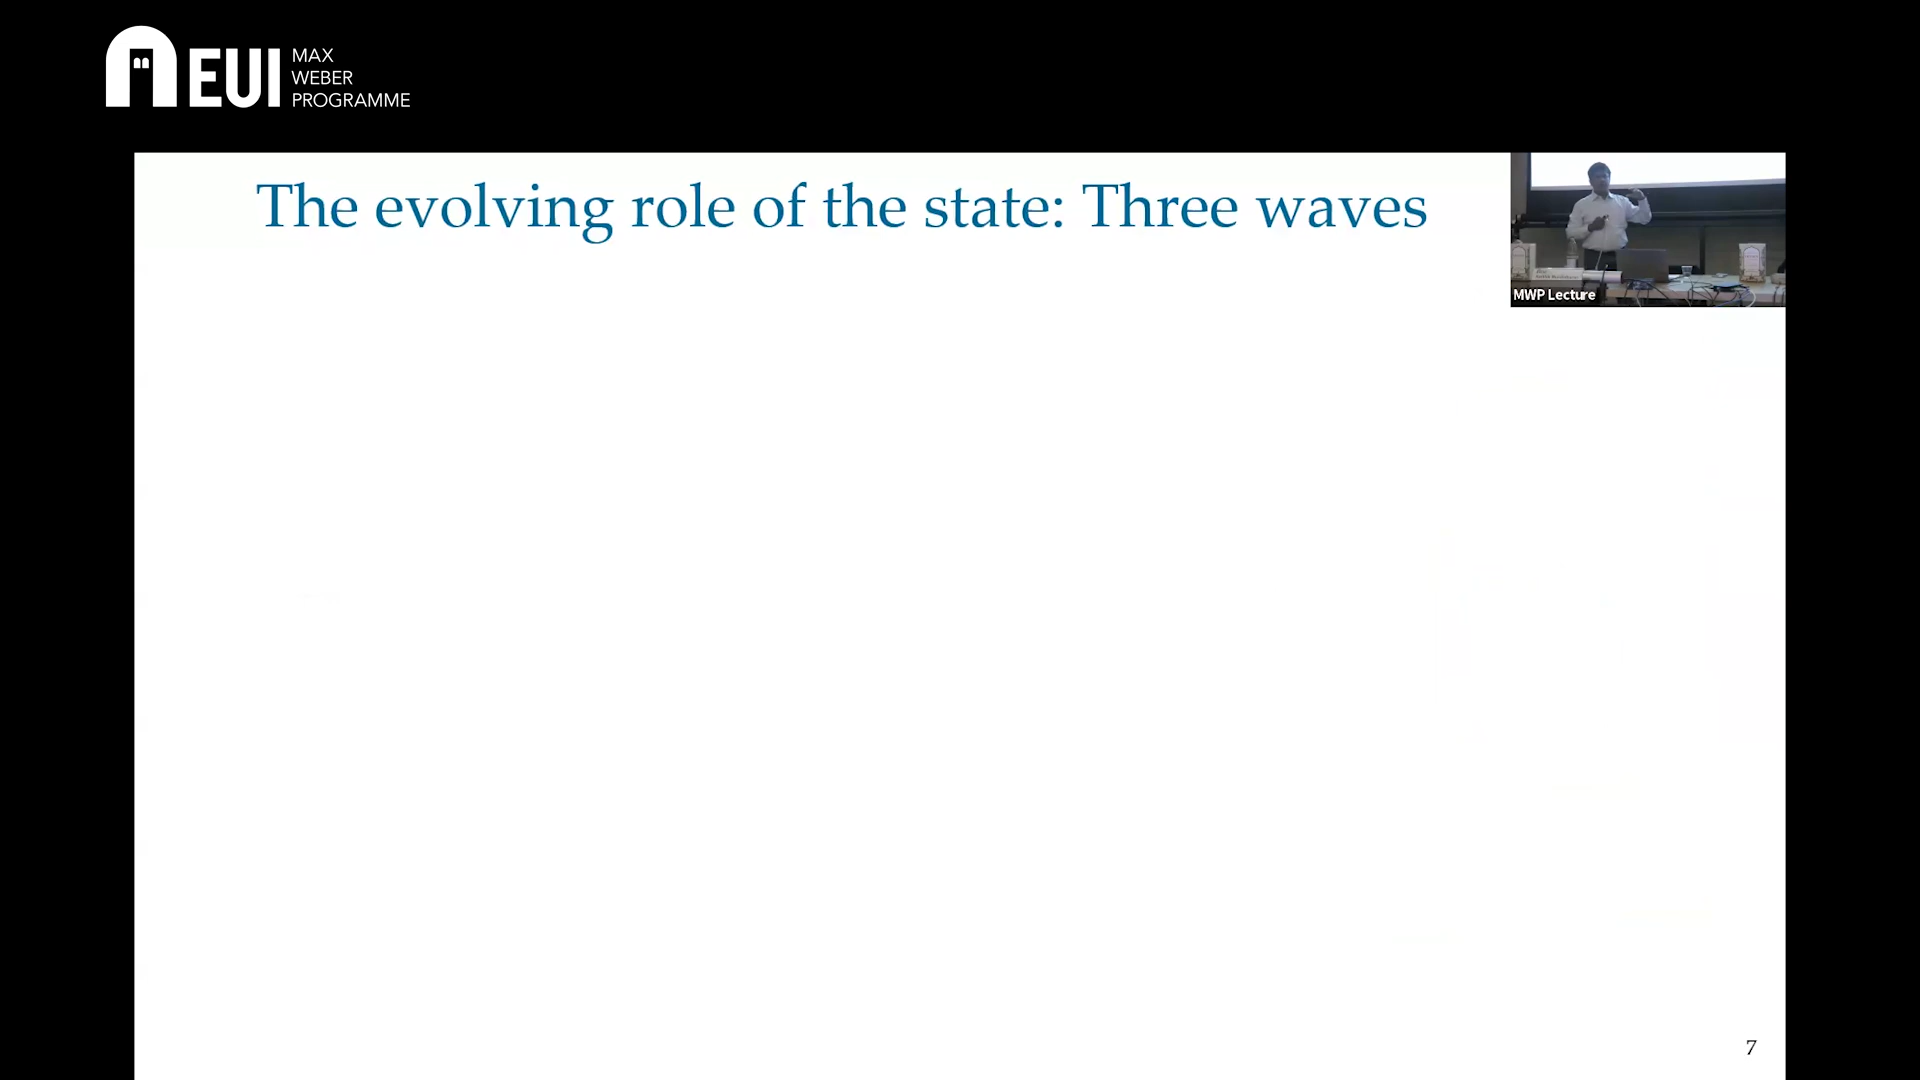 EUI
MAX
WEBER
PROGRAMME
The evolving role of the state: Three waves
MWP Lecture
7